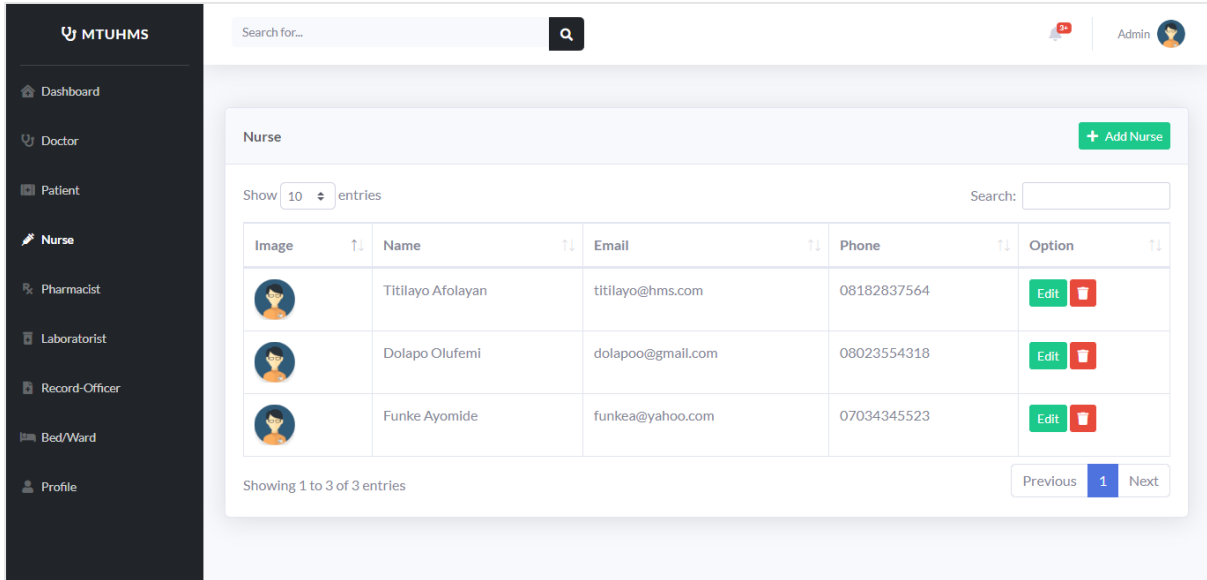 MTUHMS
Search for...
3+
Admin
Dashboard
Doctor
Patient
Nurse
Pharmacist
Laboratorist
Record-Officer
Bed/Ward
Profile
Nurse
+ Add Nurse
Show 10 entries
Search:
Image Name Email Phone Option
Titilayo Afolayan titilayo@hms.com 08182837564 Edit
Dolapo Olufemi dolapoo@gmail.com 08023554318 Edit
Funke Ayomide funkea@yahoo.com 07034345523 Edit
Showing 1 to 3 of 3 entries
Previous 1 Next